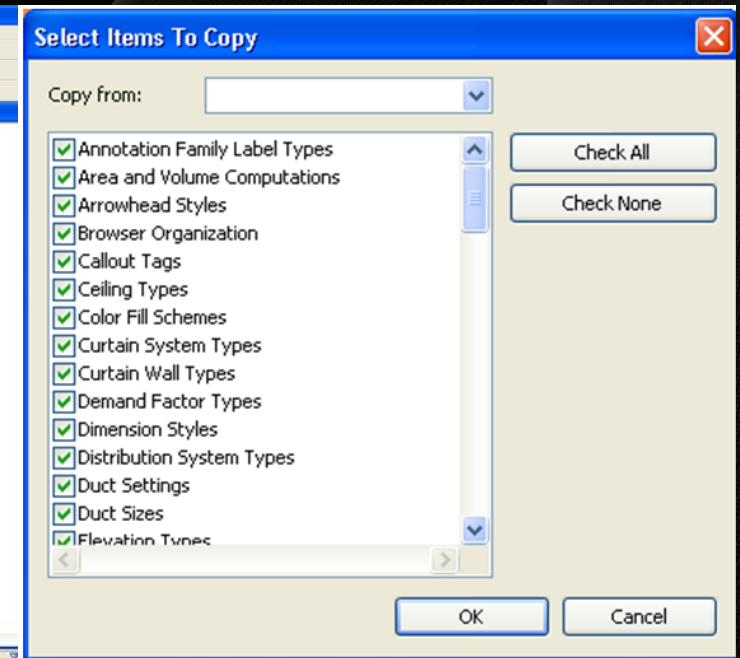 Select Items To Copy
Copy from:
Annotation Family Label Types
Area and Volume Computations
Arrowhead Styles
Browser Organization
Callout Tags
Ceiling Types
Color Fill Schemes
Curtain System Types
Curtain Wall Types
Demand Factor Types
Dimension Styles
Distribution System Types
Duct Settings
Duct Sizes
Elevation Types
Check All
Check None
OK
Cancel